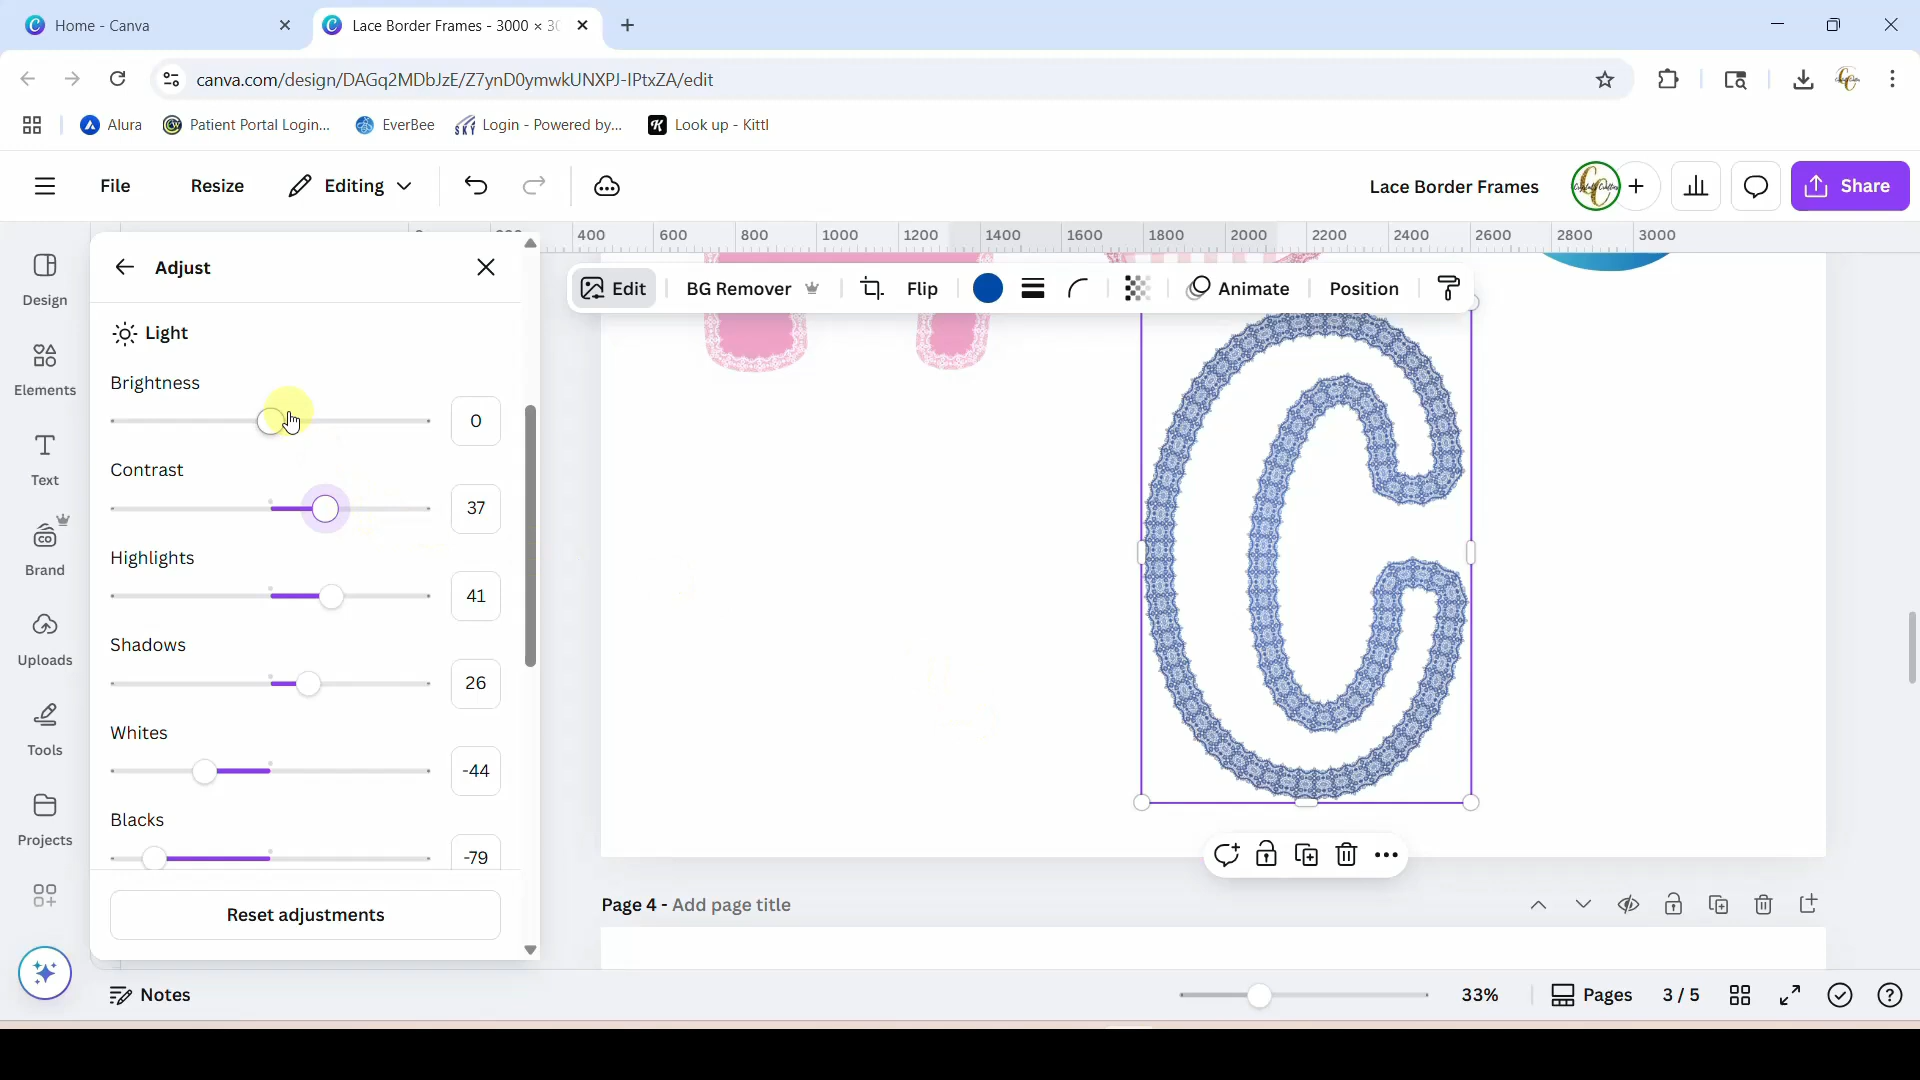 Home - Canva
Lace Border Frames - 3000 × 30
canva.com/design/DAGq2MDbJzE/Z7ynD0ymwkUNXPJ-IPtxZA/edit
Alura
Patient Portal Login...
EverBee
Login - Powered by...
Look up - Kittl
File
Resize
Editing
Lace Border Frames
Share
400
600
800
1000
1200
1400
1600
1800
2000
2200
2400
2600
2800
3000
Design
Elements
Text
Brand
Uploads
Tools
Projects
Adjust
Light
Brightness
0
Contrast
37
Highlights
41
Shadows
26
Whites
-44
Blacks
-79
Reset adjustments
Edit
BG Remover
Flip
Animate
Position
C
Page 4 - Add page title
Notes
33%
Pages
3 / 5